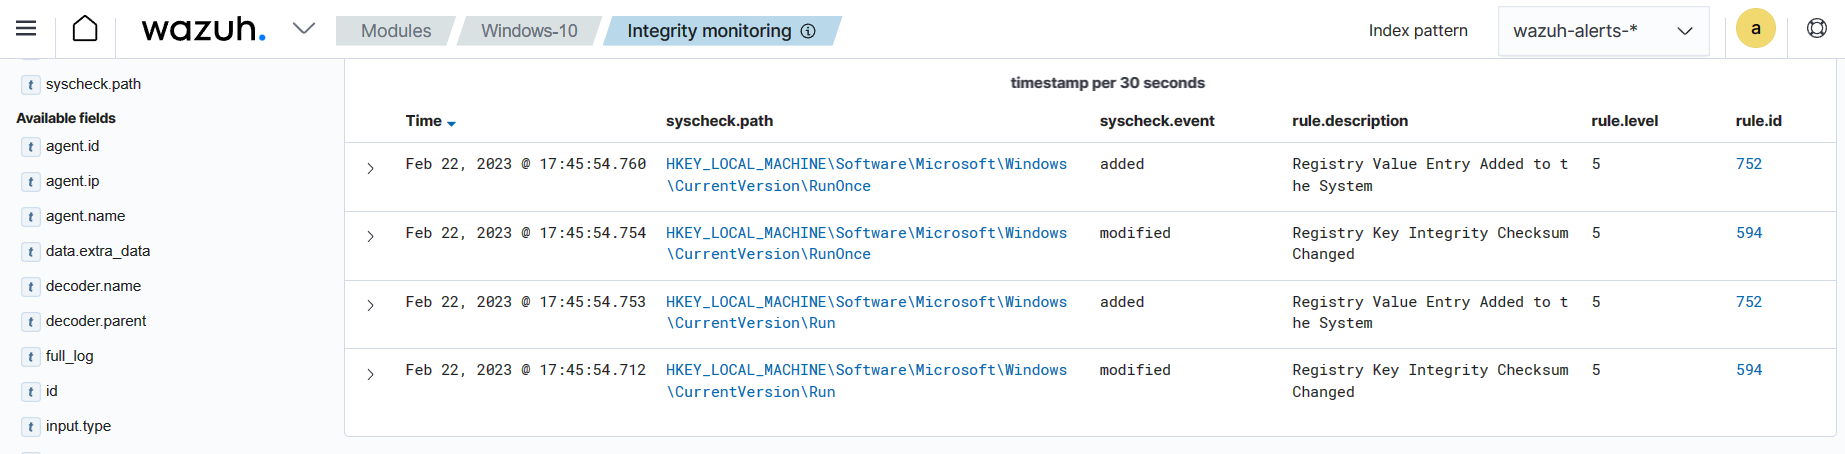 wazuh.
Modules
Windows-10
Integrity monitoring
Index pattern
wazuh-alerts-*
a
t syscheck.path
Available fields
t agent.id
t agent.ip
t agent.name
t data.extra_data
t decoder.name
t decoder.parent
t full_log
t id
t input.type
timestamp per 30 seconds
Time syscheck.path syscheck.event rule.description rule.level rule.id
Feb 22, 2023 @ 17:45:54.760 HKEY_LOCAL_MACHINE\Software\Microsoft\Windows added Registry Value Entry Added to t 5 752
\CurrentVersion\RunOnce he System
Feb 22, 2023 @ 17:45:54.754 HKEY_LOCAL_MACHINE\Software\Microsoft\Windows modified Registry Key Integrity Checksum 5 594
\CurrentVersion\RunOnce Changed
Feb 22, 2023 @ 17:45:54.753 HKEY_LOCAL_MACHINE\Software\Microsoft\Windows added Registry Value Entry Added to t 5 752
\CurrentVersion\Run he System
Feb 22, 2023 @ 17:45:54.712 HKEY_LOCAL_MACHINE\Software\Microsoft\Windows modified Registry Key Integrity Checksum 5 594
\CurrentVersion\Run Changed